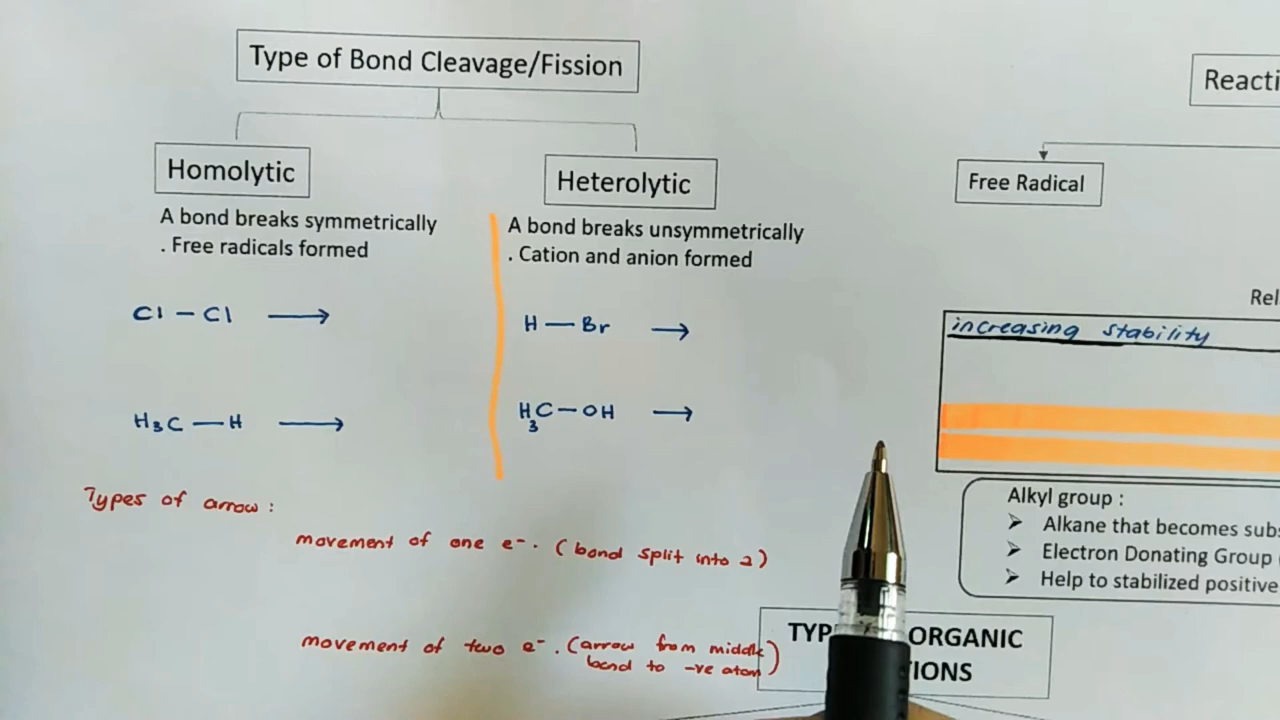 Type of Bond Cleavage/Fission
Homolytic
A bond breaks symmetrically
. Free radicals formed
Cl – Cl ⟶
H₃C — H ⟶
Heterolytic
A bond breaks unsymmetrically
. Cation and anion formed
H — Br ⟶
H₃C – OH ⟶
Types of arrow :
movement of one e⁻. (bond split into 2)
movement of two e⁻. (arrow from middle
bond to -ve atom)
Reacti
Free Radical
Rel
increasing stability
Alkyl group :
➢ Alkane that becomes subs
➢ Electron Donating Group
➢ Help to stabilized positive
TYP ORGANIC
IONS